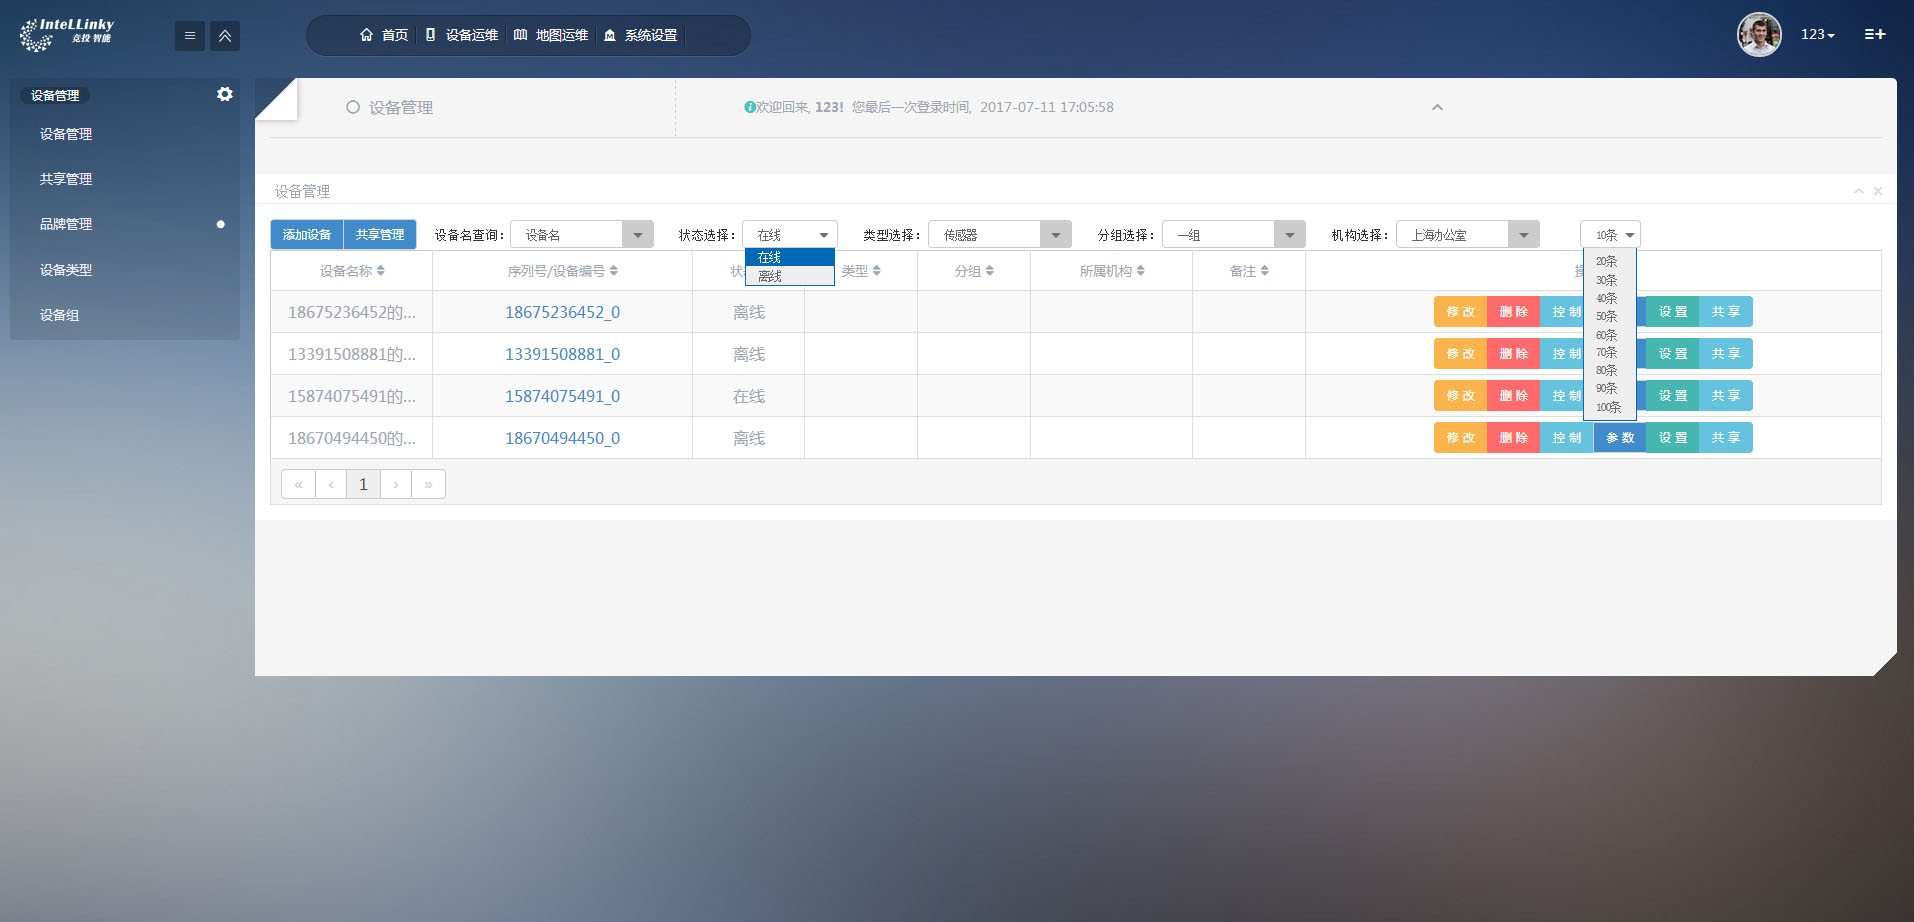 InteLLinky
竞投 智能
首页 设备运维 地图运维 系统设置
123
设备管理
设备管理
共享管理
品牌管理
设备类型
设备组
设备管理
欢迎回来, 123! 您最后一次登录时间, 2017-07-11 17:05:58
设备管理
添加设备 共享管理 设备名查询： 设备名 状态选择： 在线 类型选择： 传感器 分组选择： 一组 机构选择： 上海办公室 10条
在线
离线
20条
30条
40条
50条
60条
70条
80条
90条
100条
设备名称 序列号/设备编号 类型 分组 所属机构 备注
18675236452的... 18675236452_0 离线 修 改 删 除 控 制 设 置 共 享
13391508881的... 13391508881_0 离线 修 改 删 除 控 制 设 置 共 享
15874075491的... 15874075491_0 在线 修 改 删 除 控 制 设 置 共 享
18670494450的... 18670494450_0 离线 修 改 删 除 控 制 参 数 设 置 共 享
« ‹ 1 › »